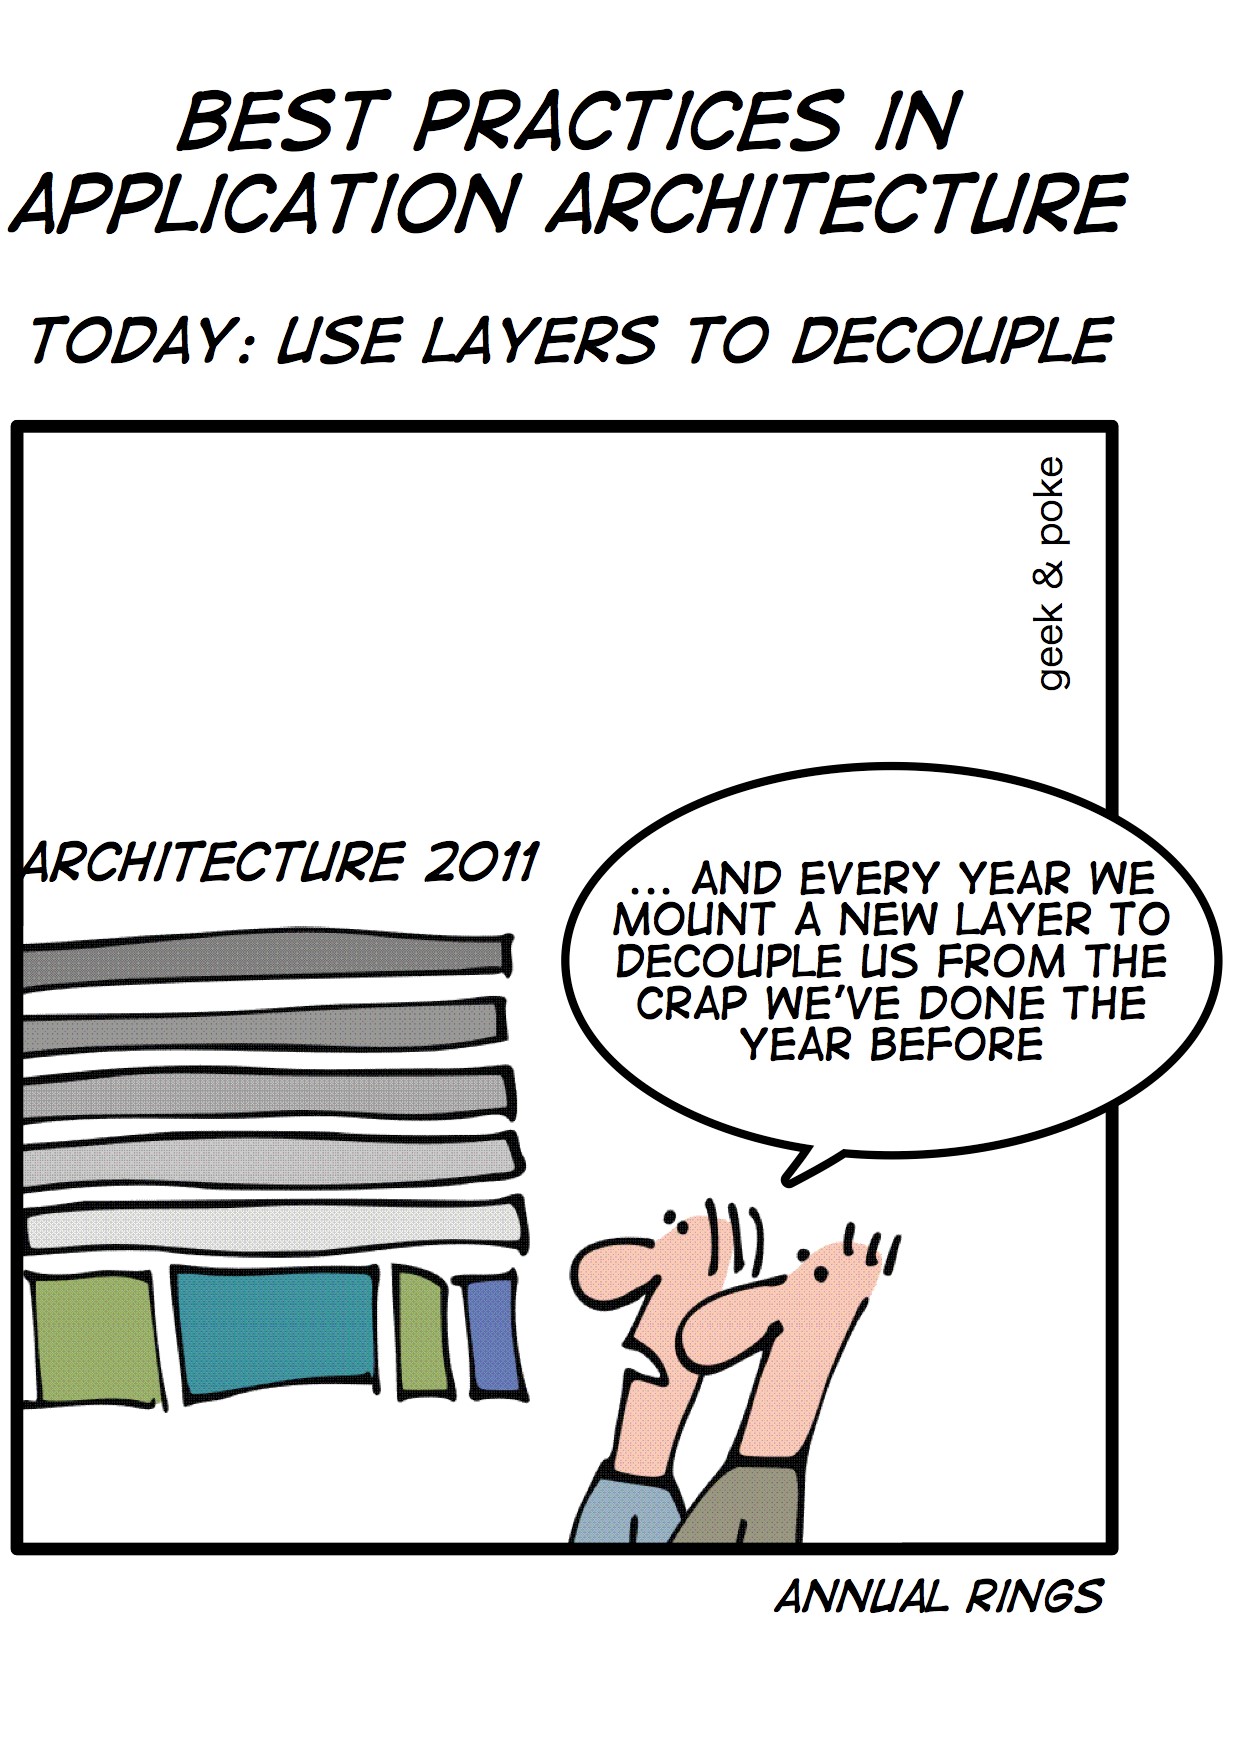 BEST PRACTICES IN
APPLICATION ARCHITECTURE
TODAY: USE LAYERS TO DECOUPLE
geek & poke
ARCHITECTURE 2011
... AND EVERY YEAR WE
MOUNT A NEW LAYER TO
DECOUPLE US FROM THE
CRAP WE'VE DONE THE
YEAR BEFORE
ANNUAL RINGS